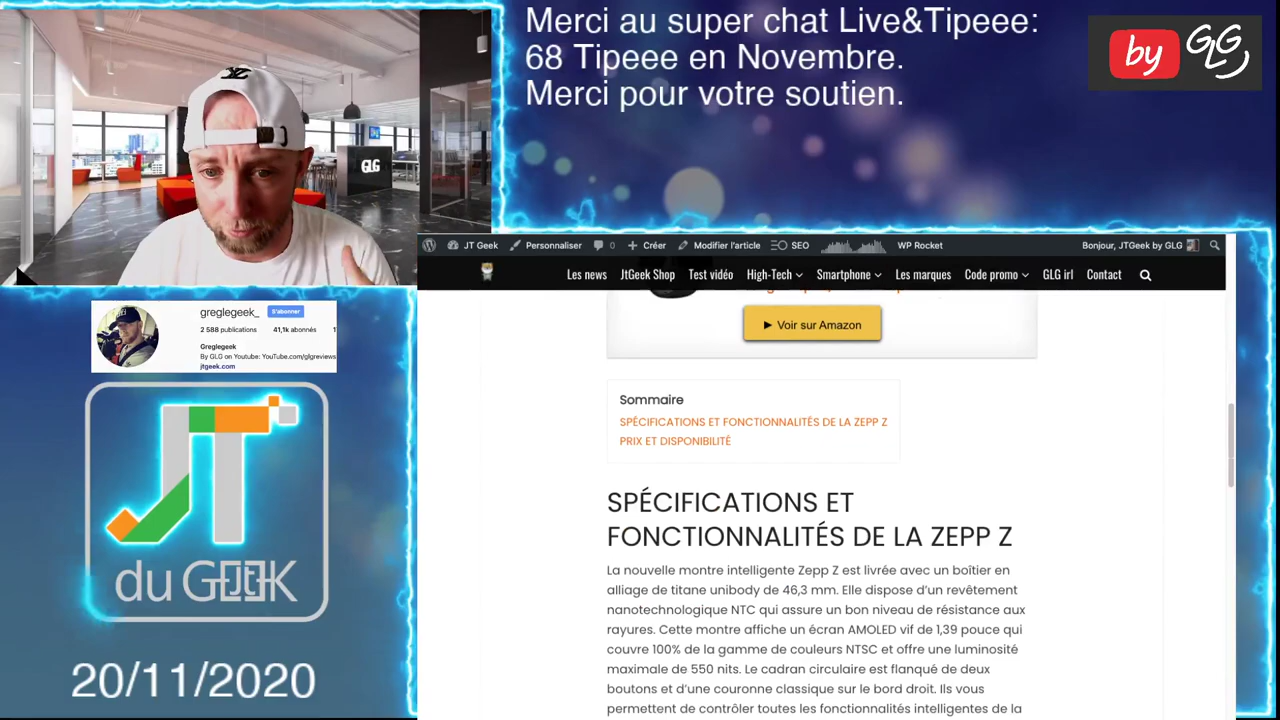 Merci au super chat Live&Tipeee:
68 Tipeee en Novembre.
Merci pour votre soutien.
by GLG
GLG
JT Geek Personnaliser 0 Créer Modifier l'article SEO WP Rocket Bonjour, JTGeek by GLG
Les news JtGeek Shop Test vidéo High-Tech Smartphone Les marques Code promo GLG irl Contact
► Voir sur Amazon
Sommaire
SPÉCIFICATIONS ET FONCTIONNALITÉS DE LA ZEPP Z
PRIX ET DISPONIBILITÉ
SPÉCIFICATIONS ET
FONCTIONNALITÉS DE LA ZEPP Z
La nouvelle montre intelligente Zepp Z est livrée avec un boîtier en
alliage de titane unibody de 46,3 mm. Elle dispose d'un revêtement
nanotechnologique NTC qui assure un bon niveau de résistance aux
rayures. Cette montre affiche un écran AMOLED vif de 1,39 pouce qui
couvre 100% de la gamme de couleurs NTSC et offre une luminosité
maximale de 550 nits. Le cadran circulaire est flanqué de deux
boutons et d'une couronne classique sur le bord droit. Ils vous
permettent de contrôler toutes les fonctionnalités intelligentes de la
greglegeek_ S'abonner
2 588 publications 41,1k abonnés
Greglegeek
By GLG on Youtube: YouTube.com/glgreviews
jtgeek.com
JT
du GEEK
20/11/2020